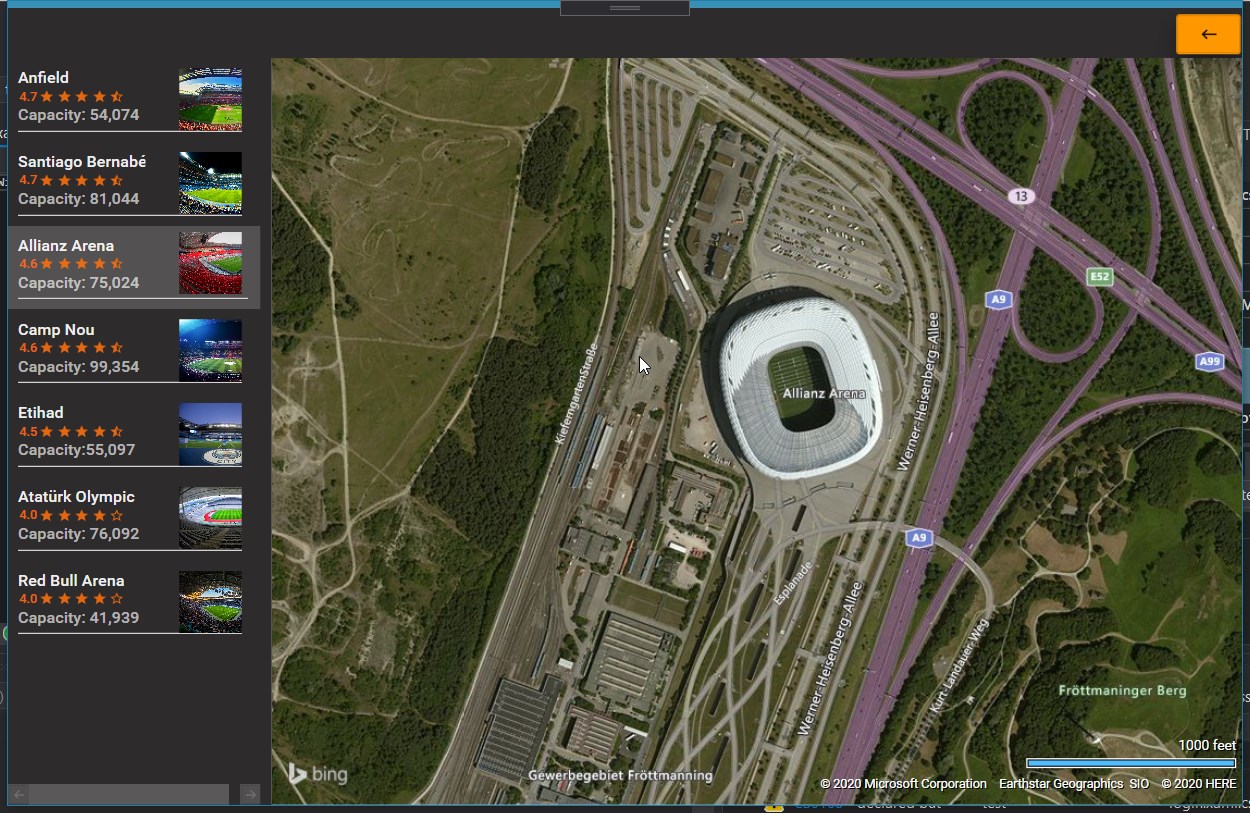 Anfield
4.7
Capacity: 54,074
Santiago Bernabé
4.7
Capacity: 81,044
Allianz Arena
4.6
Capacity: 75,024
Camp Nou
4.6
Capacity: 99,354
Etihad
4.5
Capacity:55,097
Atatürk Olympic
4.0
Capacity: 76,092
Red Bull Arena
4.0
Capacity: 41,939
13
E52
A9
A99
Kieferngartenstraße
Allianz Arena
Werner-Heisenberg-Allee
A9
Esplanade
Werner-Heisenberg-Allee
Kurt-Landauer-Weg
Fröttmaninger Berg
1000 feet
bing
Gewerbegebiet Fröttmanning
© 2020 Microsoft Corporation Earthstar Geographics SIO © 2020 HERE
declared but
test